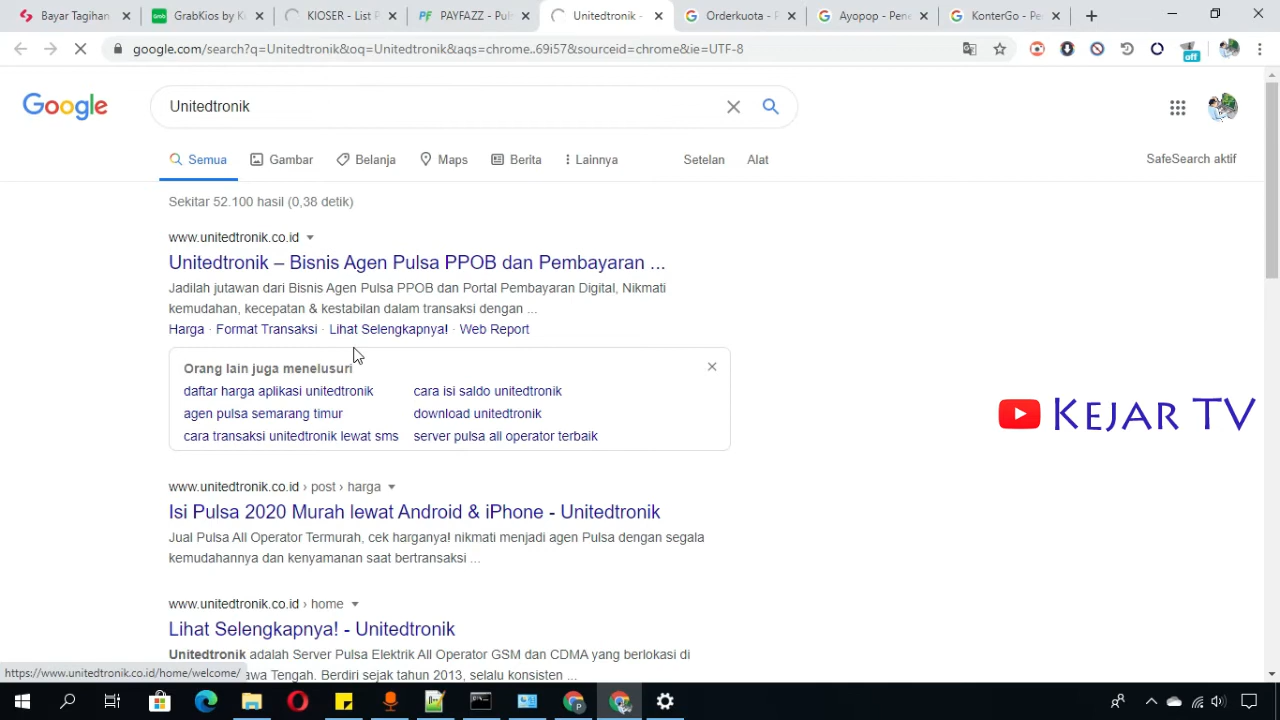 Bayar Tagihan
GrabKios by K
KIOSER - List P
PAYFAZZ - Pul
Unitedtronik -
Orderkuota - P
Ayopop - Pene
KonterGo - Pe
google.com/search?q=Unitedtronik&oq=Unitedtronik&aqs=chrome..69i57&sourceid=chrome&ie=UTF-8
off
Google
Unitedtronik
Semua
Gambar
Belanja
Maps
Berita
Lainnya
Setelan
Alat
SafeSearch aktif
Sekitar 52.100 hasil (0,38 detik)
www.unitedtronik.co.id
Unitedtronik – Bisnis Agen Pulsa PPOB dan Pembayaran ...
Jadilah jutawan dari Bisnis Agen Pulsa PPOB dan Portal Pembayaran Digital, Nikmati
kemudahan, kecepatan & kestabilan dalam transaksi dengan ...
Harga · Format Transaksi · Lihat Selengkapnya! · Web Report
Orang lain juga menelusuri
daftar harga aplikasi unitedtronik
cara isi saldo unitedtronik
agen pulsa semarang timur
download unitedtronik
cara transaksi unitedtronik lewat sms
server pulsa all operator terbaik
KEJAR TV
www.unitedtronik.co.id › post › harga
Isi Pulsa 2020 Murah lewat Android & iPhone - Unitedtronik
Jual Pulsa All Operator Termurah, cek harganya! nikmati menjadi agen Pulsa dengan segala
kemudahannya dan kenyamanan saat bertransaksi ...
www.unitedtronik.co.id › home
Lihat Selengkapnya! - Unitedtronik
Unitedtronik adalah Server Pulsa Elektrik All Operator GSM dan CDMA yang berlokasi di
wa Tengah. Berdiri sejak tahun 2013, selalu konsisten ...
https://www.unitedtronik.co.id/home/welcome/